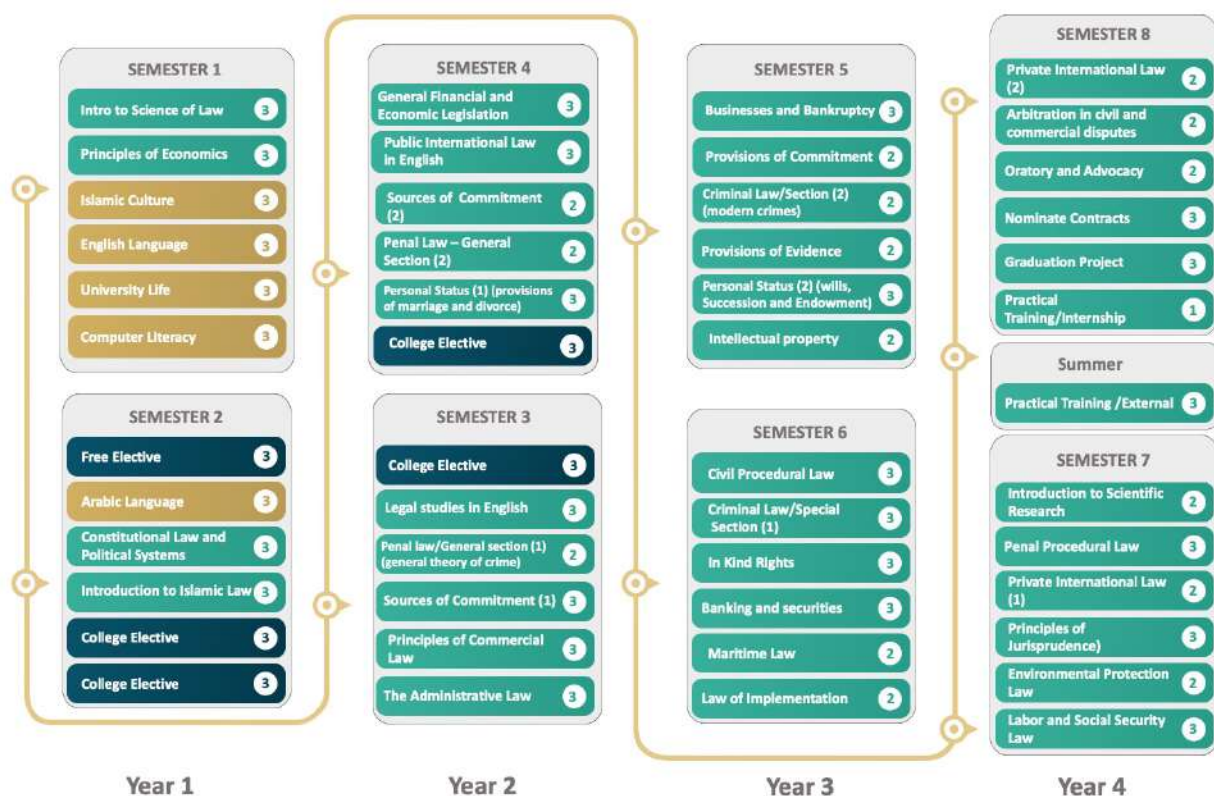 SEMESTER 1
Intro to Science of Law 3
Principles of Economics 3
Islamic Culture 3
English Language 3
University Life 3
Computer Literacy 3
SEMESTER 2
Free Elective 3
Arabic Language 3
Constitutional Law and
Political Systems 3
Introduction to Islamic Law 3
College Elective 3
College Elective 3
Year 1
SEMESTER 4
General Financial and
Economic Legislation 3
Public International Law
in English 3
Sources of Commitment
(2) 2
Penal Law – General
Section (2) 2
Personal Status (1) (provisions
of marriage and divorce) 3
College Elective 3
SEMESTER 3
College Elective 3
Legal studies in English 3
Penal law/General section (1)
(general theory of crime) 2
Sources of Commitment (1) 3
Principles of Commercial
Law 3
The Administrative Law 3
Year 2
SEMESTER 5
Businesses and Bankruptcy 3
Provisions of Commitment 2
Criminal Law/Section (2)
(modern crimes) 2
Provisions of Evidence 2
Personal Status (2) (wills,
Succession and Endowment) 3
Intellectual property 2
SEMESTER 6
Civil Procedural Law 3
Criminal Law/Special
Section (1) 3
In Kind Rights 3
Banking and securities 3
Maritime Law 2
Law of Implementation 2
Year 3
SEMESTER 8
Private International Law
(2) 2
Arbitration in civil and
commercial disputes 2
Oratory and Advocacy 2
Nominate Contracts 3
Graduation Project 3
Practical
Training/Internship 1
Summer
Practical Training /External 3
SEMESTER 7
Introduction to Scientific
Research 2
Penal Procedural Law 3
Private International Law
(1) 2
Principles of
Jurisprudence) 3
Environmental Protection
Law 2
Labor and Social Security
Law 3
Year 4